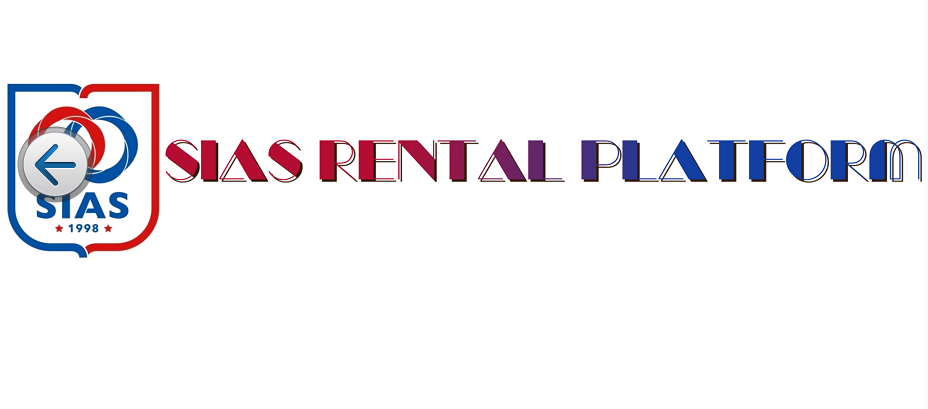 SIAS
1998
SIAS RENTAL PLATFORM